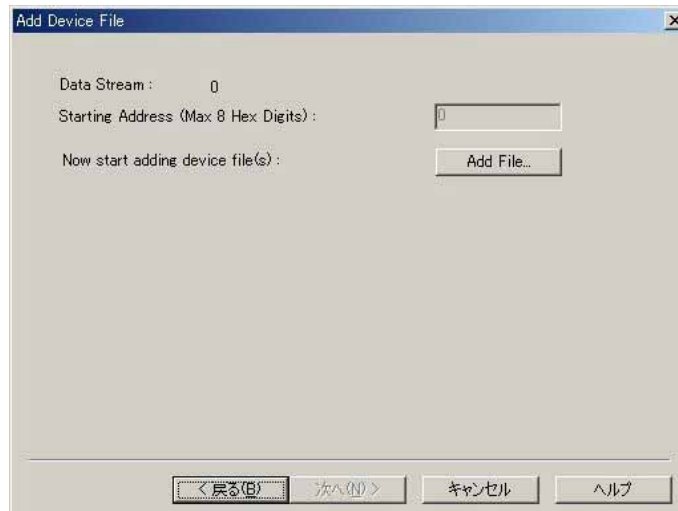 Add Device File
Data Stream : 0
Starting Address (Max 8 Hex Digits) : 0
Now start adding device file(s) : Add File...
< 戻る(B) 次へ(N) > キャンセル ヘルプ